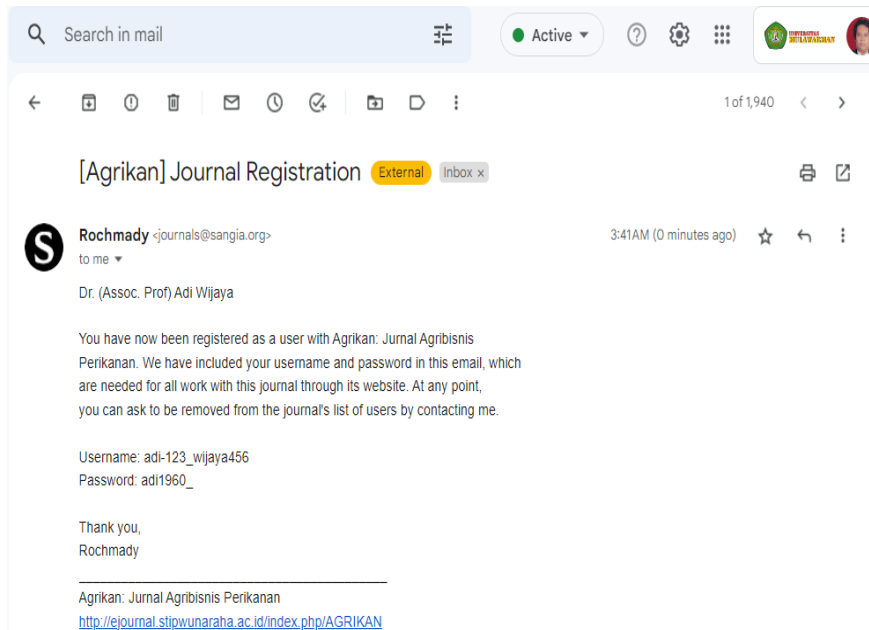 Search in mail
Active
UNIVERSITAS
MULAWARMAN
1 of 1,940
[Agrikan] Journal Registration External Inbox ×
S
Rochmady <journals@sangia.org> 3:41AM (0 minutes ago)
to me
Dr. (Assoc. Prof) Adi Wijaya
You have now been registered as a user with Agrikan: Jurnal Agribisnis
Perikanan. We have included your username and password in this email, which
are needed for all work with this journal through its website. At any point,
you can ask to be removed from the journal's list of users by contacting me.
Username: adi-123_wijaya456
Password: adi1960_
Thank you,
Rochmady
Agrikan: Jurnal Agribisnis Perikanan
http://ejournal.stipwunaraha.ac.id/index.php/AGRIKAN